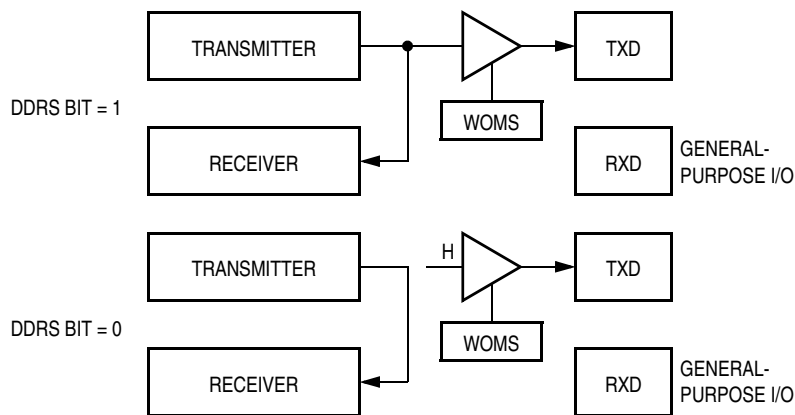 TRANSMITTER
TXD
DDRS BIT = 1
WOMS
RECEIVER
RXD
GENERAL-
PURPOSE I/O
TRANSMITTER
H
TXD
DDRS BIT = 0
WOMS
RECEIVER
RXD
GENERAL-
PURPOSE I/O